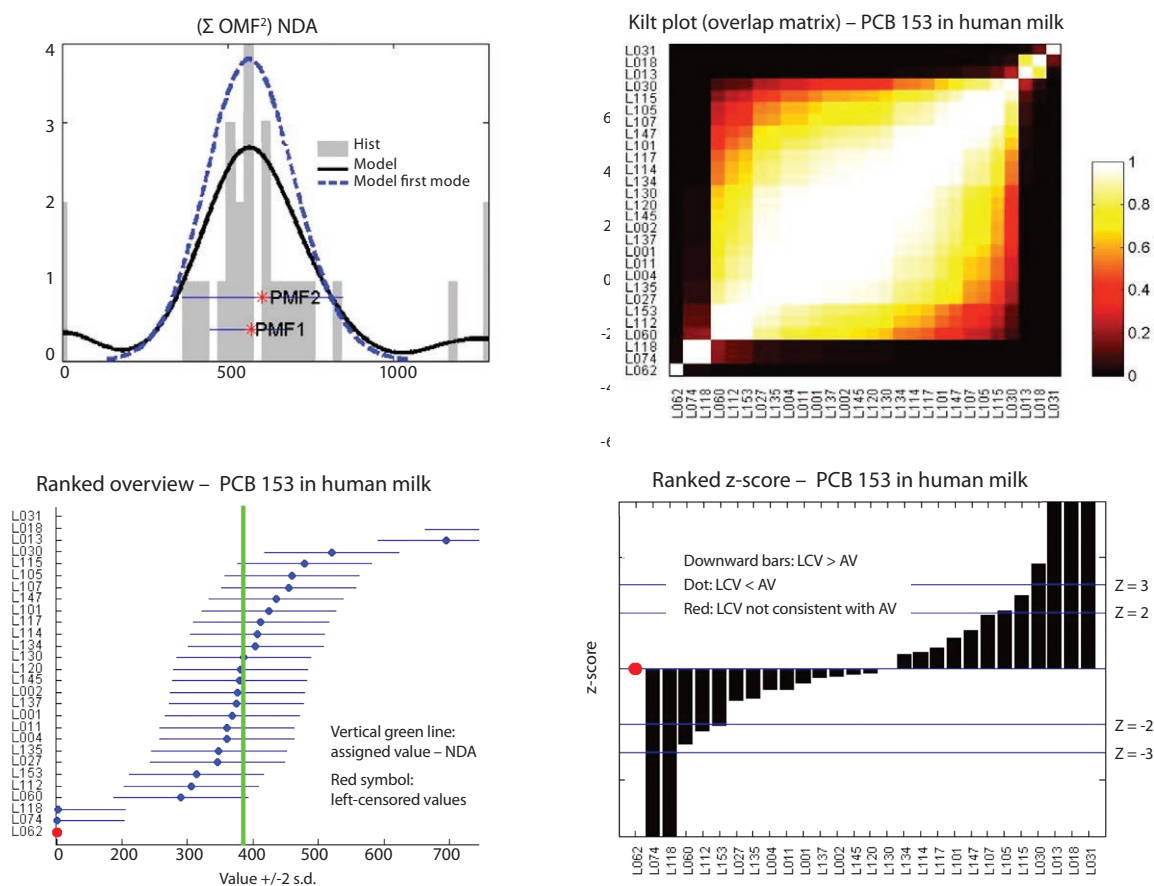 (Σ OMF²) NDA
4
3
2
1
0
Hist
Model
Model first mode
PMF2
PMF1
0
500
1000
Kilt plot (overlap matrix) – PCB 153 in human milk
L031
L018
L013
L030
L115
L105
L107
L147
L101
L117
L114
L134
L130
L120
L145
L002
L137
L001
L011
L004
L135
L027
L153
L112
L060
L118
L074
L062
L062
L074
L118
L060
L112
L153
L027
L135
L004
L011
L001
L137
L002
L145
L120
L130
L134
L114
L117
L101
L147
L107
L105
L115
L030
L013
L018
L031
1
0.8
0.6
0.4
0.2
0
6
4
2
0
-2
-4
-6
Ranked overview – PCB 153 in human milk
L031
L018
L013
L030
L115
L105
L107
L147
L101
L117
L114
L134
L130
L120
L145
L002
L137
L001
L011
L004
L135
L027
L153
L112
L060
L118
L074
L062
Vertical green line:
assigned value – NDA
Red symbol:
left-censored values
0
100
200
300
400
500
600
700
Value +/-2 s.d.
Ranked z-score – PCB 153 in human milk
Downward bars: LCV > AV
Dot: LCV < AV
Red: LCV not consistent with AV
Z = 3
Z = 2
Z = -2
Z = -3
z-score
L062
L074
L118
L060
L112
L153
L027
L135
L004
L011
L001
L137
L002
L145
L120
L130
L134
L114
L117
L101
L147
L107
L105
L115
L030
L013
L018
L031